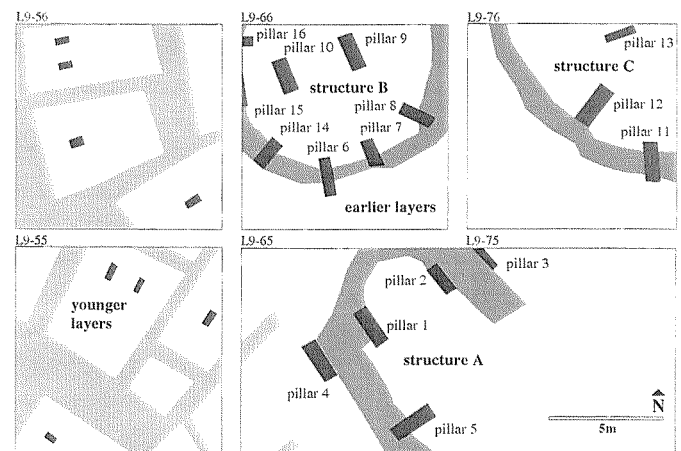 L9-56
L9-66
L9-76
pillar 16
pillar 10
pillar 9
pillar 13
structure B
structure C
pillar 15
pillar 8
pillar 12
pillar 14
pillar 7
pillar 6
pillar 11
earlier layers
L9-55
L9-65
L9-75
pillar 3
pillar 2
younger
layers
pillar 1
structure A
pillar 4
pillar 5
N
5m